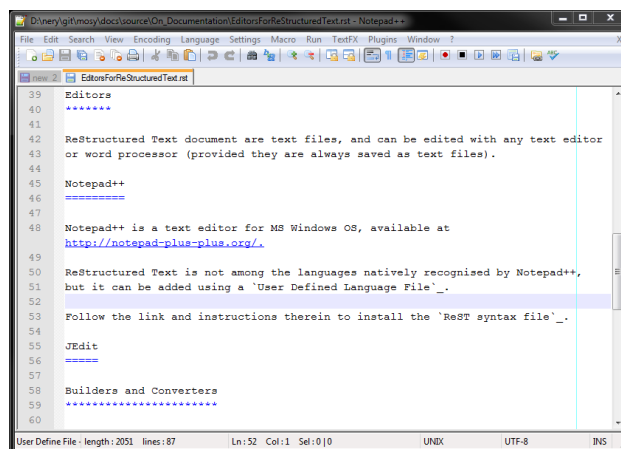 D:\nery\git\mosy\docs\source\On_Documentation\EditorsForReStructuredText.rst - Notepad++
File Edit Search View Encoding Language Settings Macro Run TextFX Plugins Window ? X
new 2 EditorsForReStructuredText.rst
39 Editors
40 *******
41
42 ReStructured Text document are text files, and can be edited with any text editor
43 or word processor (provided they are always saved as text files).
44
45 Notepad++
46 =========
47
48 Notepad++ is a text editor for MS Windows OS, available at
http://notepad-plus-plus.org/.
49
50 ReStructured Text is not among the languages natively recognised by Notepad++,
51 but it can be added using a `User Defined Language File`_.
52
53 Follow the link and instructions therein to install the `ReST syntax file`_.
54
55 JEdit
56 =====
57
58 Builders and Converters
59 ***********************
60
User Define File - length : 2051 lines : 87 Ln : 52 Col : 1 Sel : 0 | 0 UNIX UTF-8 INS